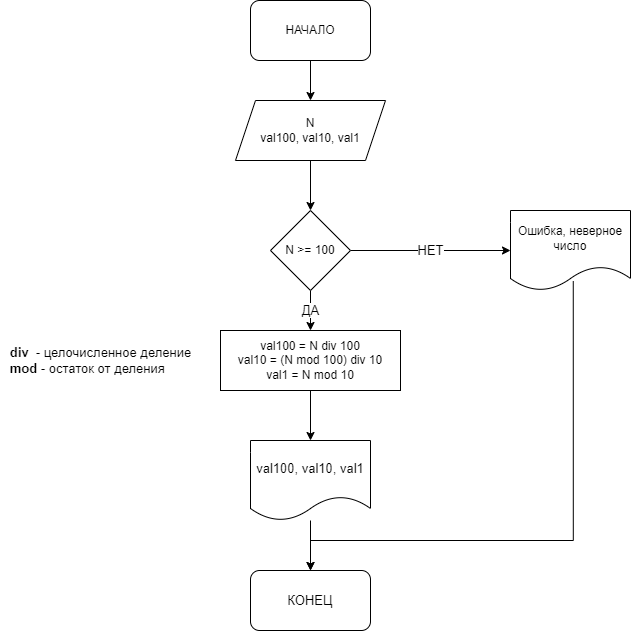 НАЧАЛО
N
val100, val10, val1
N >= 100
НЕТ
Ошибка, неверное
число
ДА
div - целочисленное деление
mod - остаток от деления
val100 = N div 100
val10 = (N mod 100) div 10
val1 = N mod 10
val100, val10, val1
КОНЕЦ